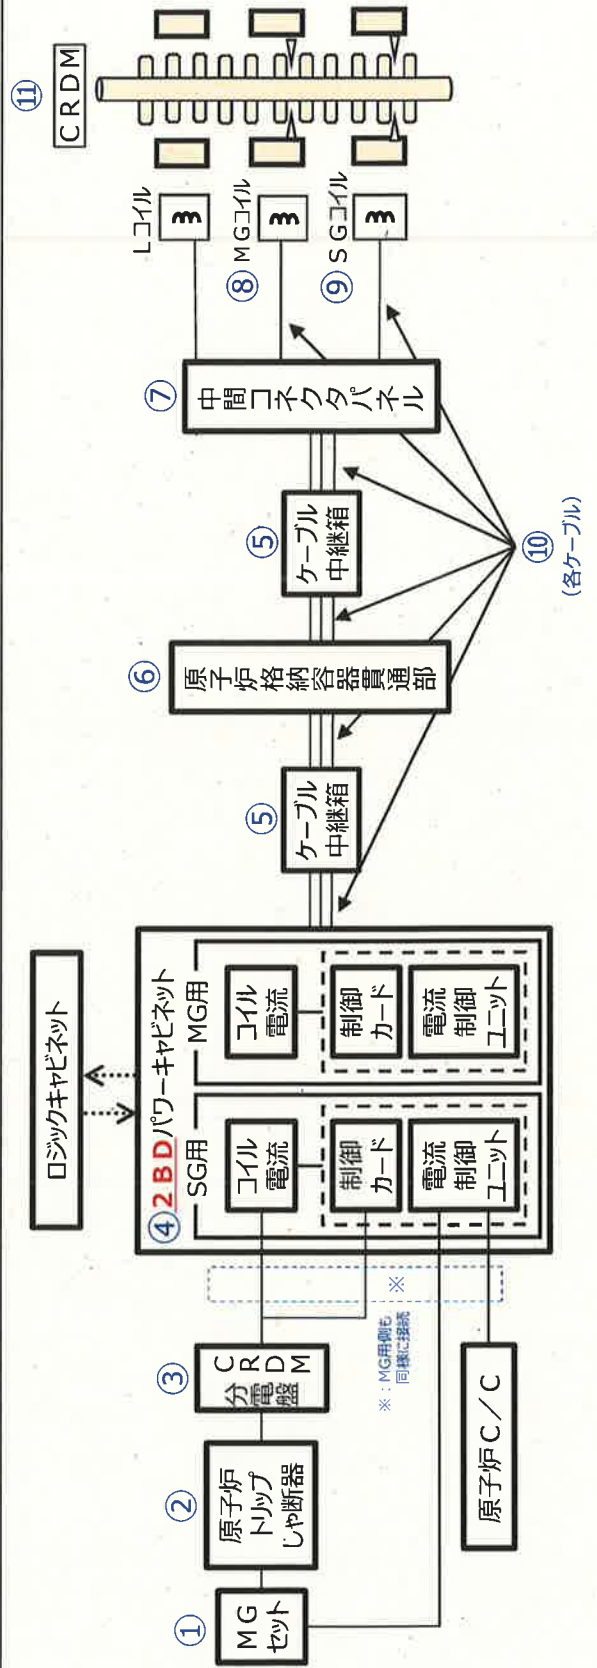 ロジックキャビネット
①
MG
セット
②
原子炉
トリップ
しゃ断器
③
CRDM
分電盤
原子炉C/C
※
※:MG用側も
同様に接続
④2BDパワーキャビネット
SG用
コイル
電流
制御
カード
電流
制御
ユニット
MG用
コイル
電流
制御
カード
電流
制御
ユニット
⑤
ケーブル
中継箱
⑥
原子炉格納容器貫通部
⑤
ケーブル
中継箱
⑦
中間コネクタパネル
⑩
(各ケーブル)
Lコイル
⑧MGコイル
⑨SGコイル
⑪
CRDM